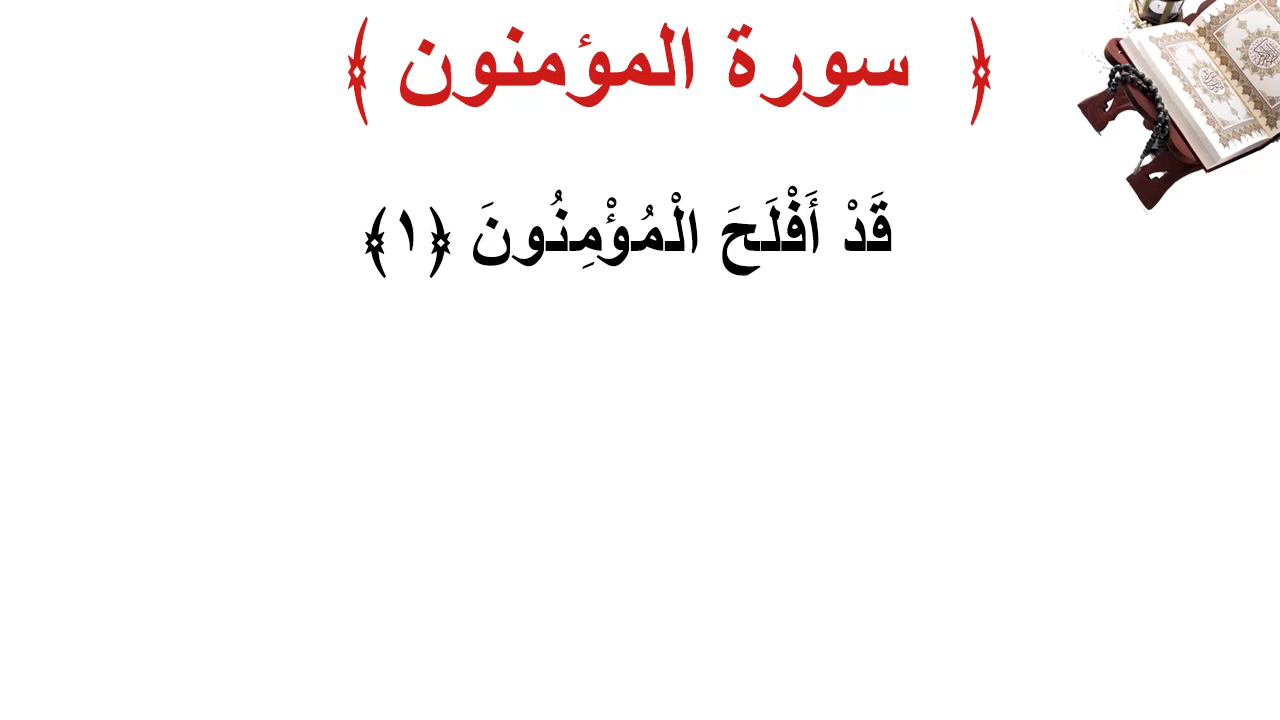 ﴿ سورة المؤمنون ﴾
قَدْ أَفْلَحَ الْمُؤْمِنُونَ ﴿١﴾